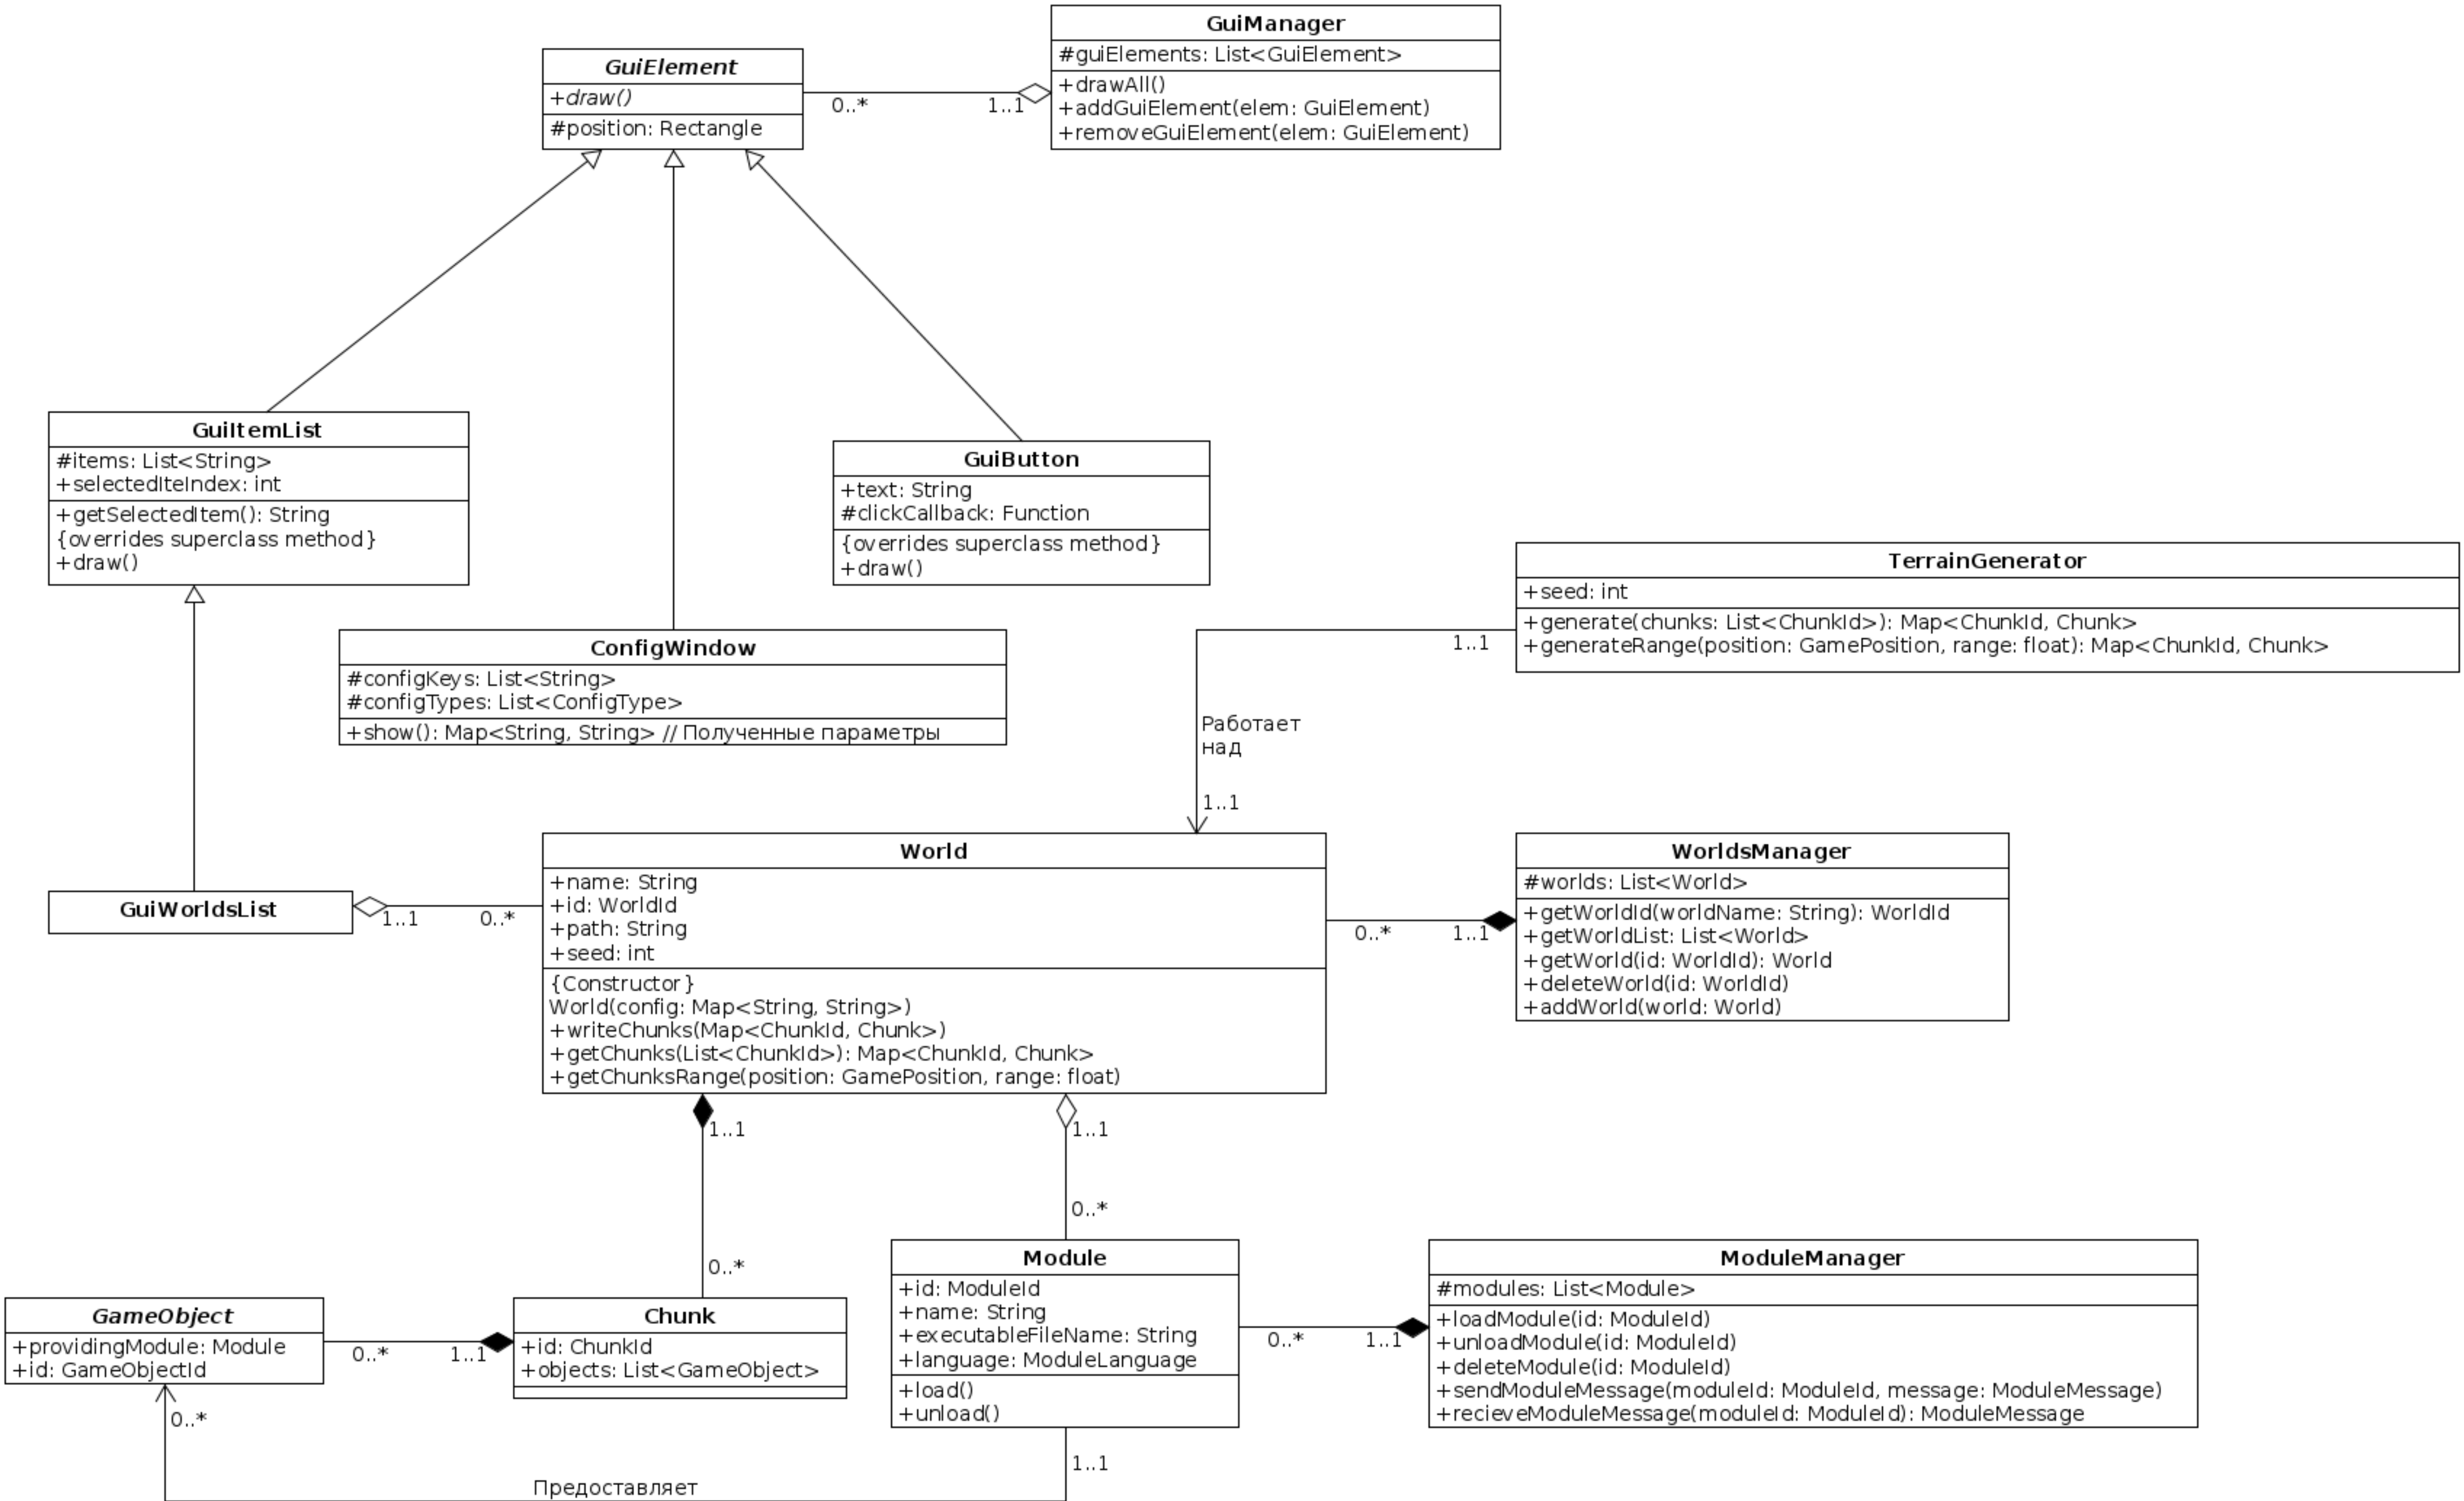 GuiManager
#guiElements: List<GuiElement>
+drawAll()
+addGuiElement(elem: GuiElement)
+removeGuiElement(elem: GuiElement)
GuiElement
+draw()
#position: Rectangle
0..*
1..1
GuiItemList
#items: List<String>
+selectedIteIndex: int
+getSelectedItem(): String
{overrides superclass method}
+draw()
GuiButton
+text: String
#clickCallback: Function
{overrides superclass method}
+draw()
TerrainGenerator
+seed: int
+generate(chunks: List<ChunkId>): Map<ChunkId, Chunk>
+generateRange(position: GamePosition, range: float): Map<ChunkId, Chunk>
ConfigWindow
#configKeys: List<String>
#configTypes: List<ConfigType>
+show(): Map<String, String> // Полученные параметры
1..1
Работает
над
1..1
World
+name: String
+id: WorldId
+path: String
+seed: int
{Constructor}
World(config: Map<String, String>)
+writeChunks(Map<ChunkId, Chunk>)
+getChunks(List<ChunkId>): Map<ChunkId, Chunk>
+getChunksRange(position: GamePosition, range: float)
WorldsManager
#worlds: List<World>
+getWorldId(worldName: String): WorldId
+getWorldList: List<World>
+getWorld(id: WorldId): World
+deleteWorld(id: WorldId)
+addWorld(world: World)
GuiWorldsList
1..1
0..*
0..*
1..1
1..1
1..1
0..*
0..*
Module
+id: ModuleId
+name: String
+executableFileName: String
+language: ModuleLanguage
+load()
+unload()
ModuleManager
#modules: List<Module>
+loadModule(id: ModuleId)
+unloadModule(id: ModuleId)
+deleteModule(id: ModuleId)
+sendModuleMessage(moduleId: ModuleId, message: ModuleMessage)
+recieveModuleMessage(moduleId: ModuleId): ModuleMessage
GameObject
+providingModule: Module
+id: GameObjectId
Chunk
+id: ChunkId
+objects: List<GameObject>
0..*
1..1
0..*
1..1
0..*
1..1
Предоставляет